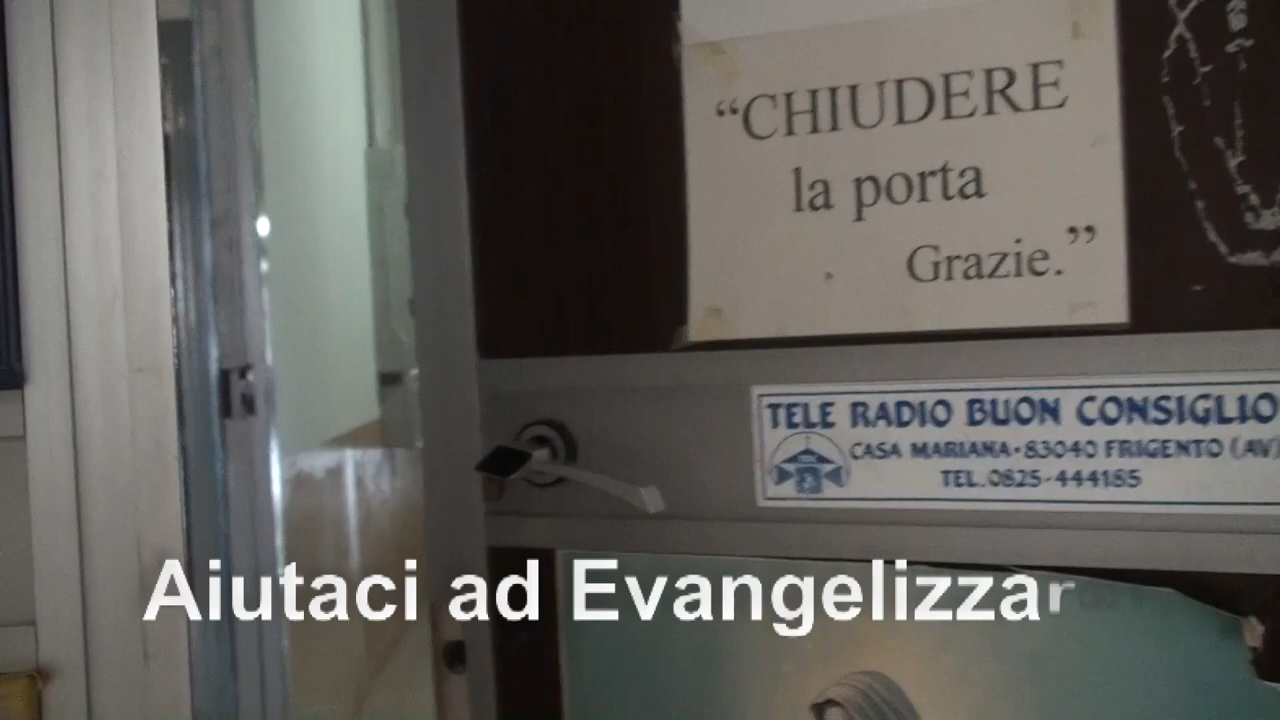 “CHIUDERE
la porta
Grazie.”
TELE RADIO BUON CONSIGLIO
CASA MARIANA • 83040 FRIGENTO (AV)
TEL. 0825-444185
Aiutaci ad Evangelizzar